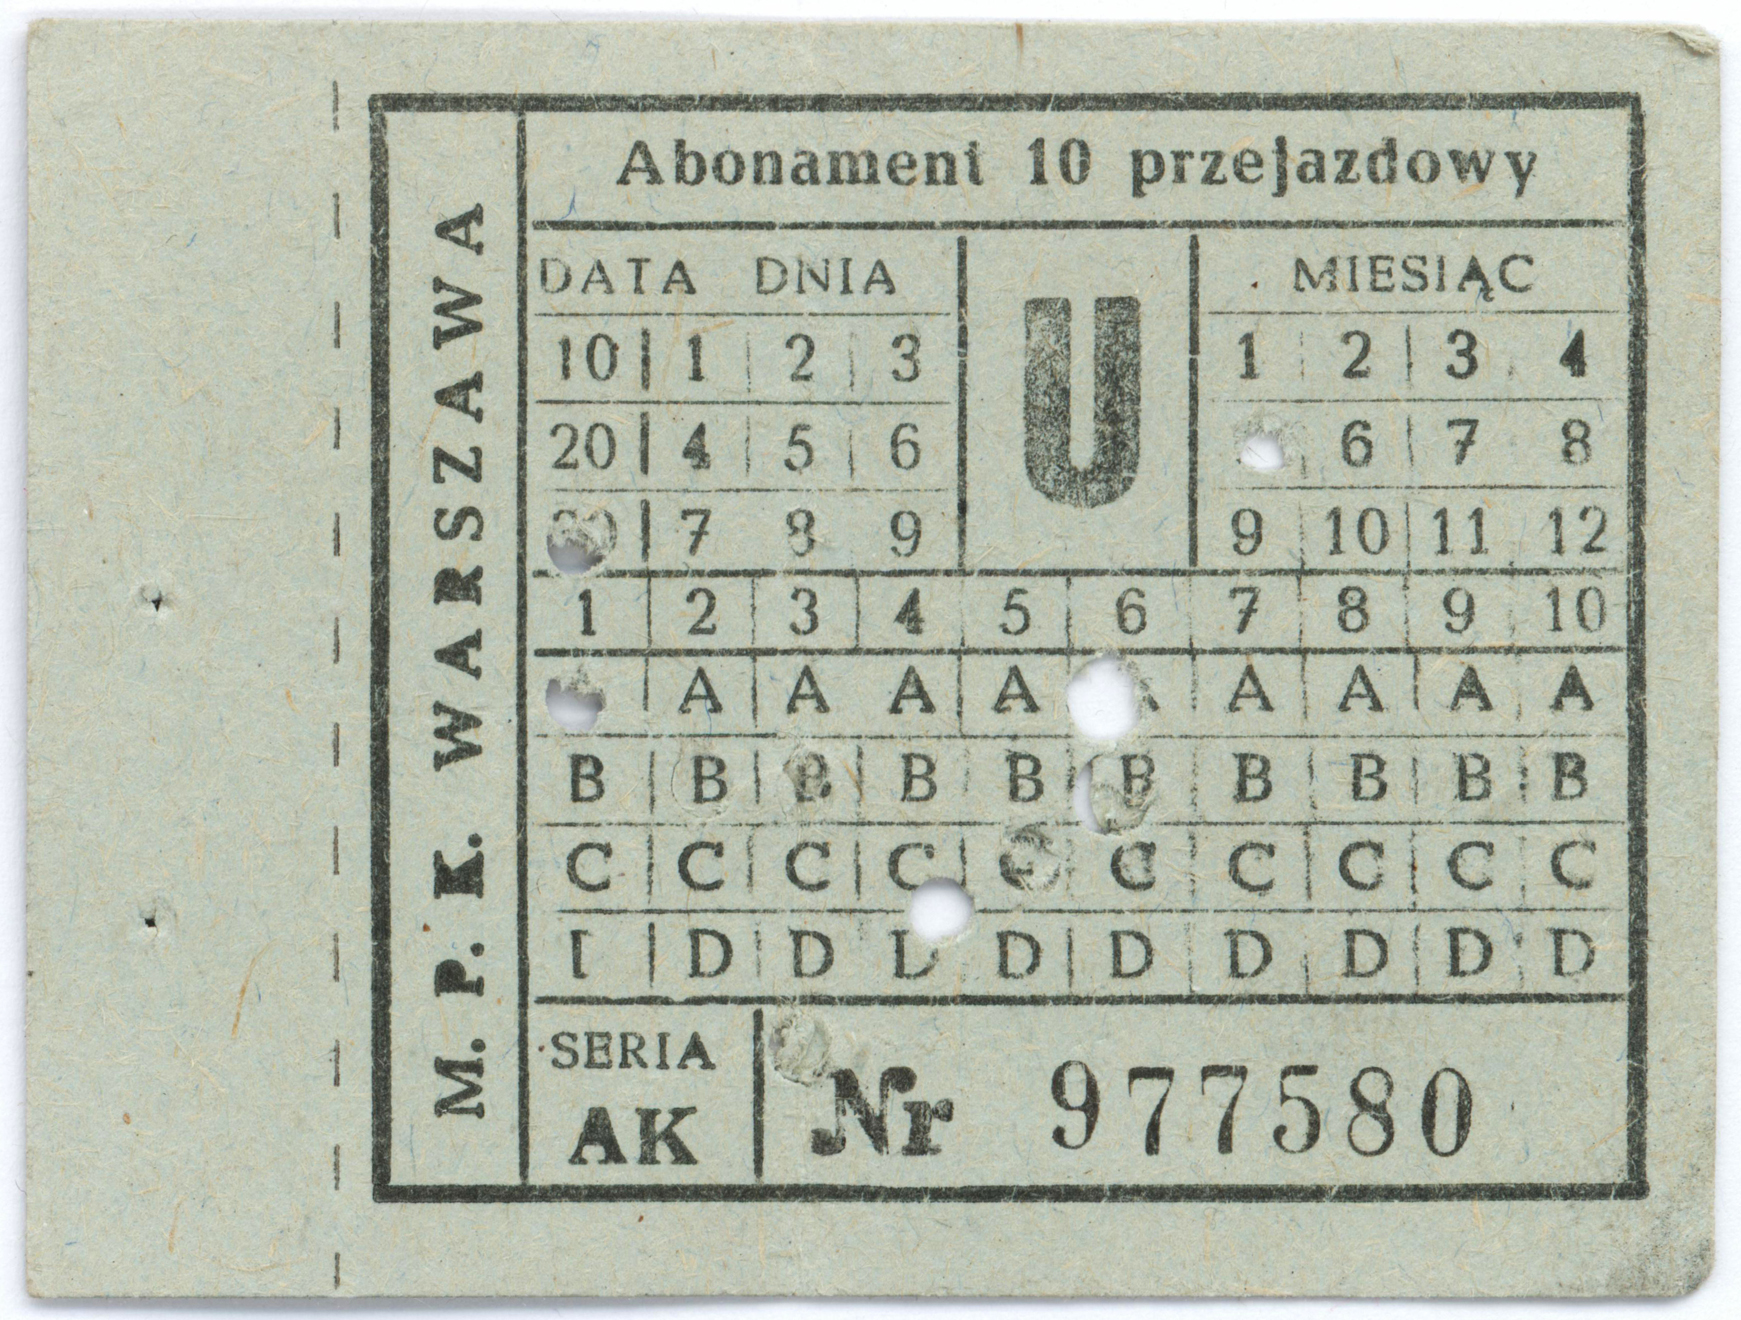 M. P. K. WARSZAWA
Abonament 10 przejazdowy
DATA DNIA
10 1 2 3
20 4 5 6
7 8 9
U
MIESIĄC
1 2 3 4
6 7 8
9 10 11 12
1 2 3 4 5 6 7 8 9 10
A A A A A A A A
B B B B B B B B B B
C C C C C C C C C
D D D D D D D D
SERIA
AK
Nr 977580